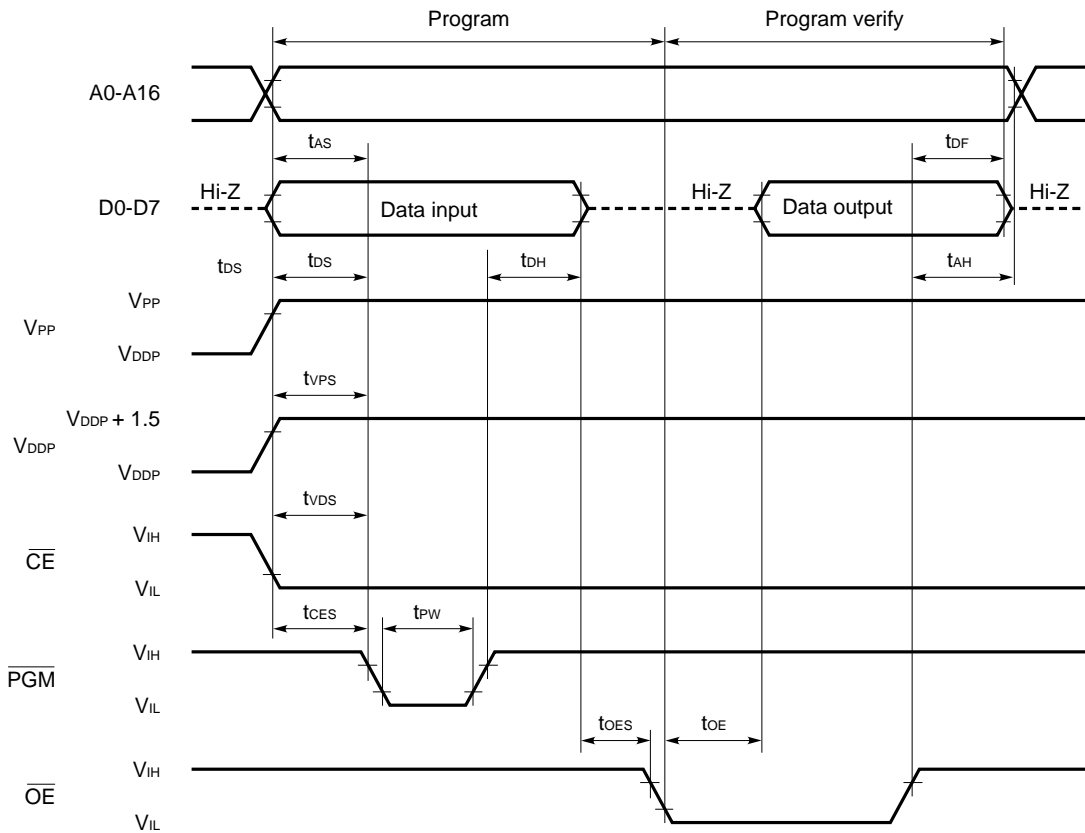 Program Program verify
A0-A16
tAS tDF
D0-D7 Hi-Z Data input Hi-Z Data output Hi-Z
tDS tDS tDH tAH
VPP
VPP
VDDP
tVPS
VDDP + 1.5
VDDP
VDDP
tVDS
VIH
CE
VIL
tCES tPW
VIH
PGM
VIL
tOES tOE
VIH
OE
VIL